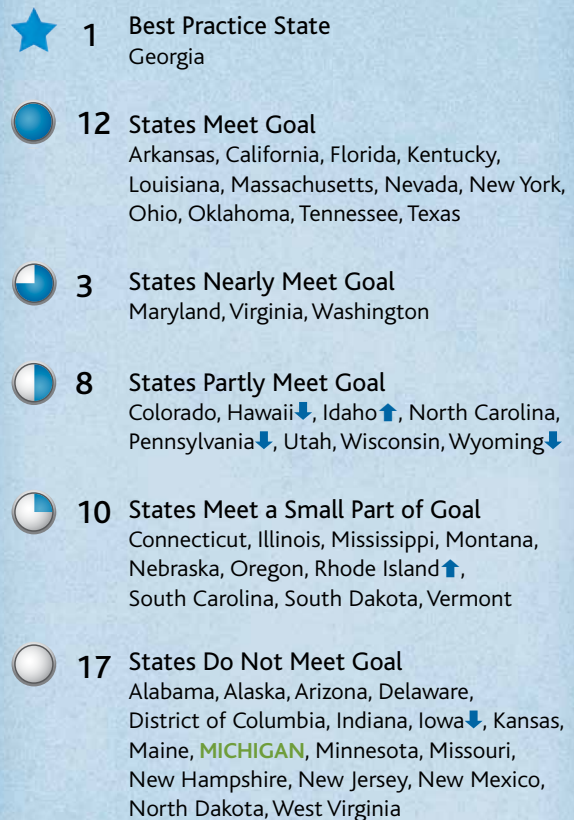 1 Best Practice State
Georgia
12 States Meet Goal
Arkansas, California, Florida, Kentucky,
Louisiana, Massachusetts, Nevada, New York,
Ohio, Oklahoma, Tennessee, Texas
3 States Nearly Meet Goal
Maryland, Virginia, Washington
8 States Partly Meet Goal
Colorado, Hawaii⬇, Idaho⬆, North Carolina,
Pennsylvania⬇, Utah, Wisconsin, Wyoming⬇
10 States Meet a Small Part of Goal
Connecticut, Illinois, Mississippi, Montana,
Nebraska, Oregon, Rhode Island⬆,
South Carolina, South Dakota, Vermont
17 States Do Not Meet Goal
Alabama, Alaska, Arizona, Delaware,
District of Columbia, Indiana, Iowa⬇, Kansas,
Maine, MICHIGAN, Minnesota, Missouri,
New Hampshire, New Jersey, New Mexico,
North Dakota, West Virginia